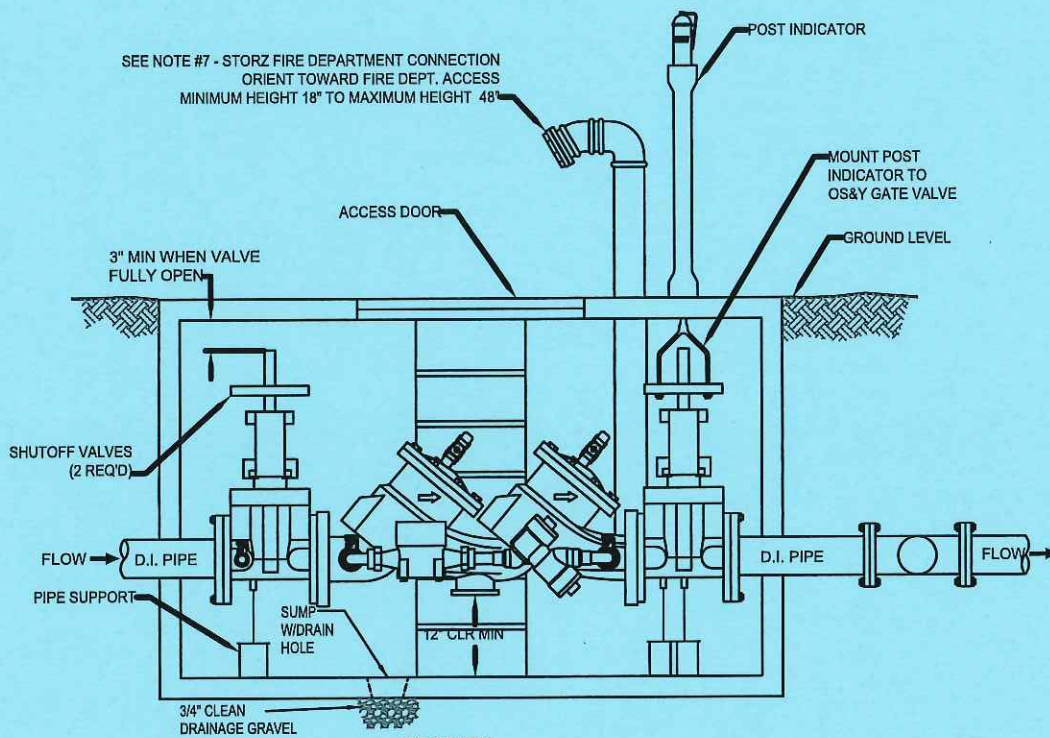 POST INDICATOR
SEE NOTE #7 - STORZ FIRE DEPARTMENT CONNECTION
ORIENT TOWARD FIRE DEPT. ACCESS
MINIMUM HEIGHT 18" TO MAXIMUM HEIGHT 48"
MOUNT POST
INDICATOR TO
OS&Y GATE VALVE
ACCESS DOOR
GROUND LEVEL
3" MIN WHEN VALVE
FULLY OPEN
SHUTOFF VALVES
(2 REQ'D)
FLOW
D.I. PIPE
D.I. PIPE
FLOW
PIPE SUPPORT
SUMP
W/DRAIN
HOLE
12" CLR MIN
3/4" CLEAN
DRAINAGE GRAVEL